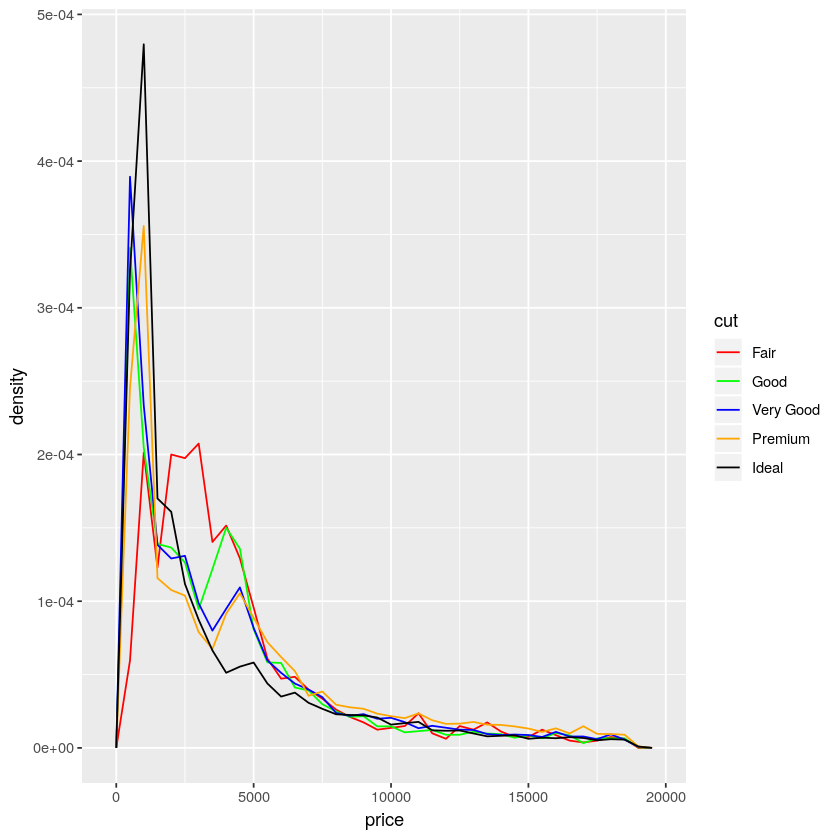 5e-04
4e-04
3e-04
2e-04
1e-04
0e+00
density
0
5000
10000
15000
20000
price
cut
Fair
Good
Very Good
Premium
Ideal